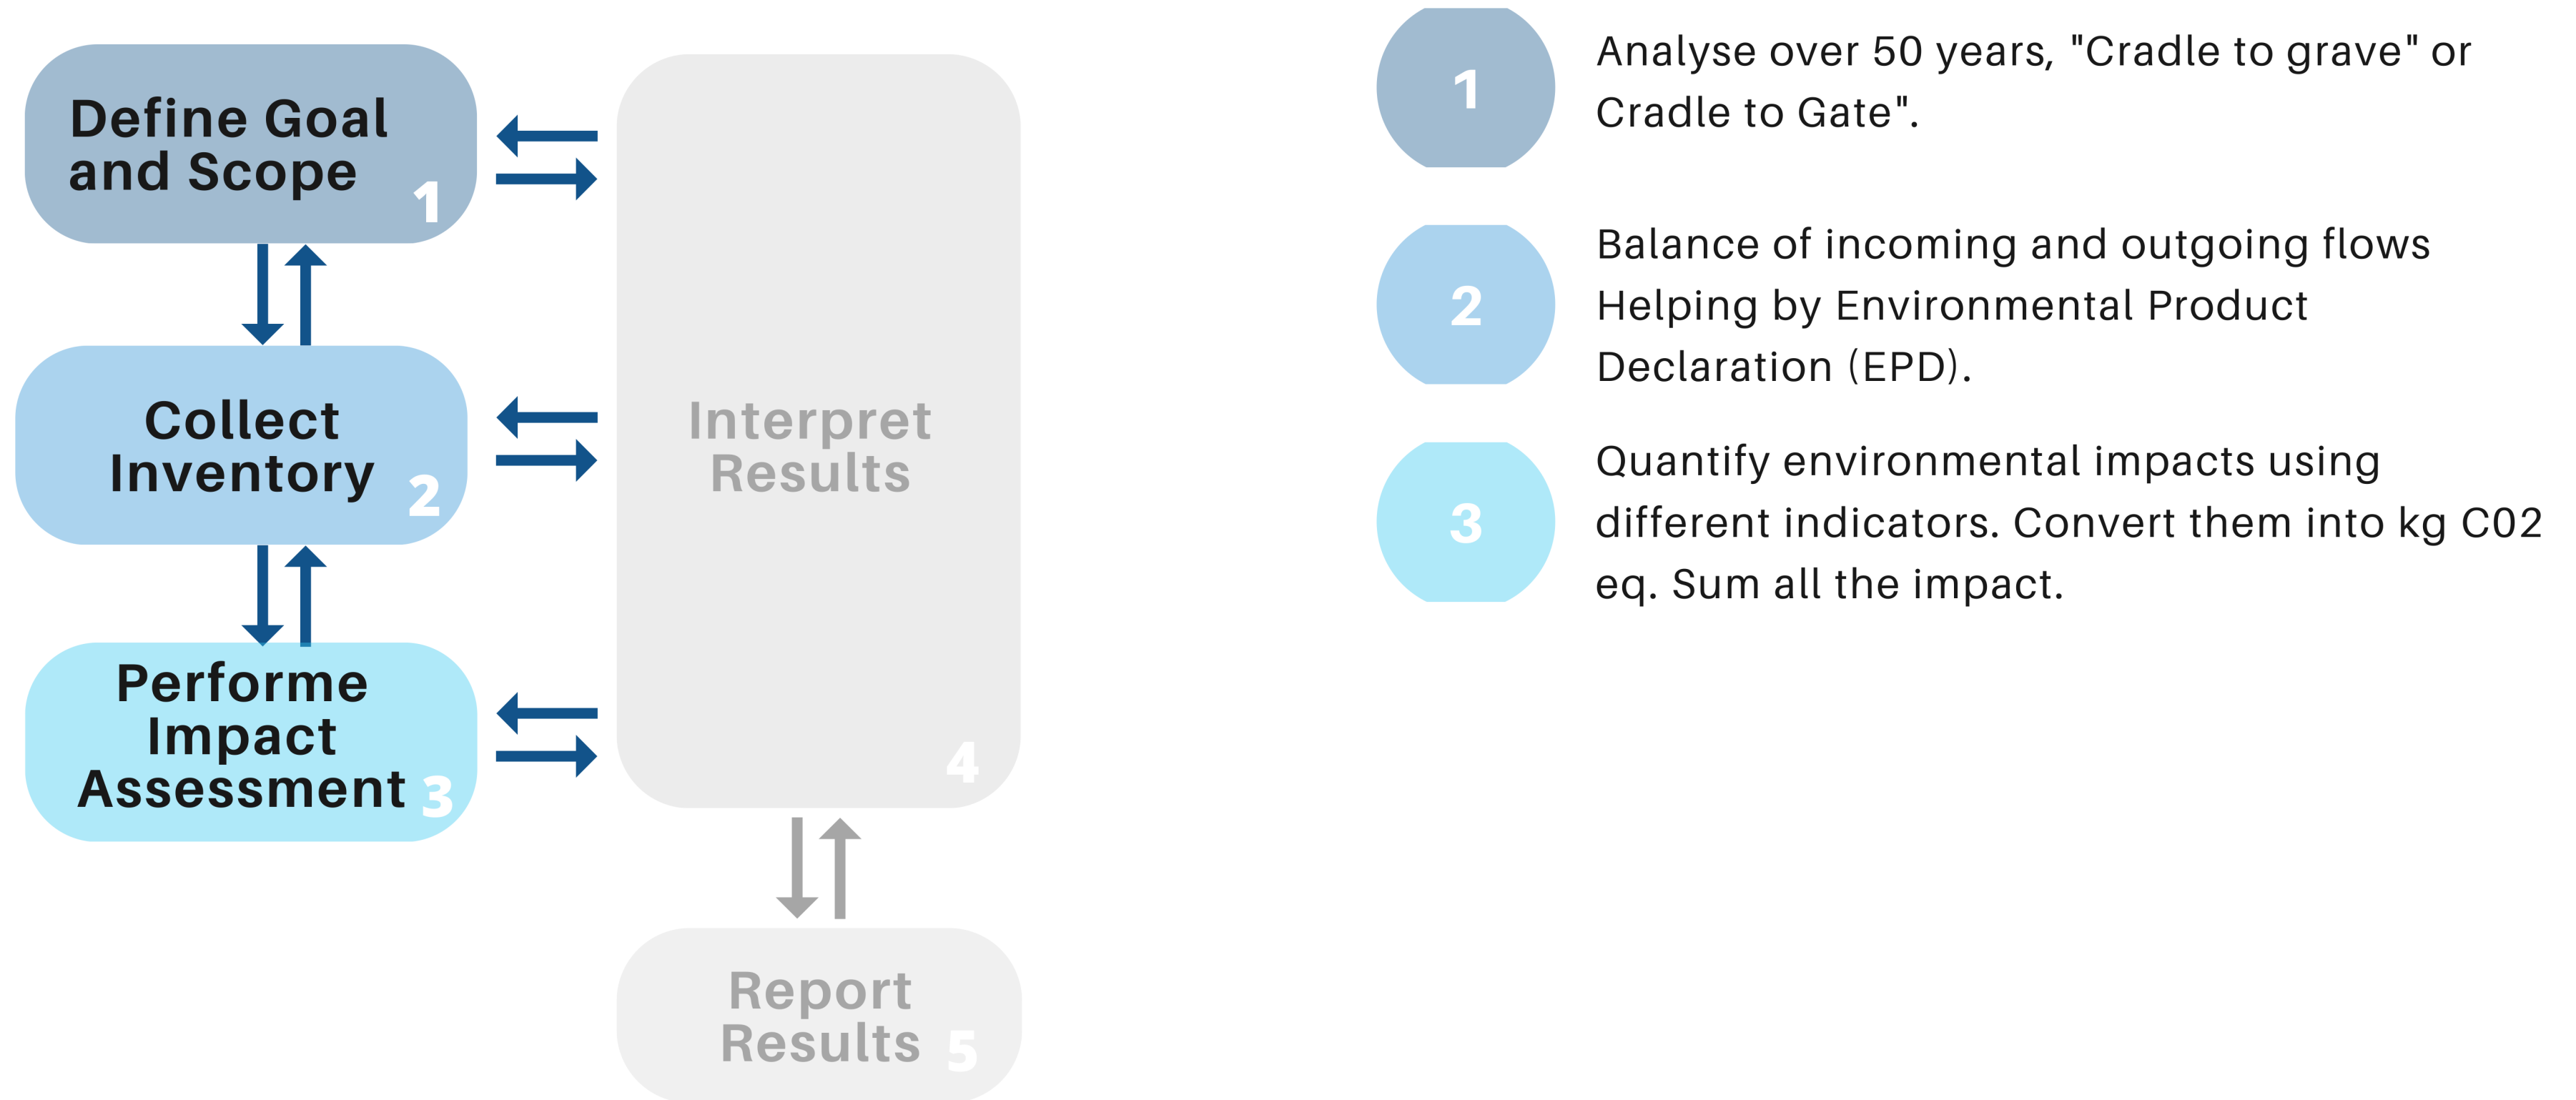 Define Goal
and Scope
1
Collect
Inventory
2
Performe
Impact
Assessment
3
Interpret
Results
4
Report
Results
5
1
Analyse over 50 years, "Cradle to grave" or
Cradle to Gate".
2
Balance of incoming and outgoing flows
Helping by Environmental Product
Declaration (EPD).
3
Quantify environmental impacts using
different indicators. Convert them into kg C02
eq. Sum all the impact.